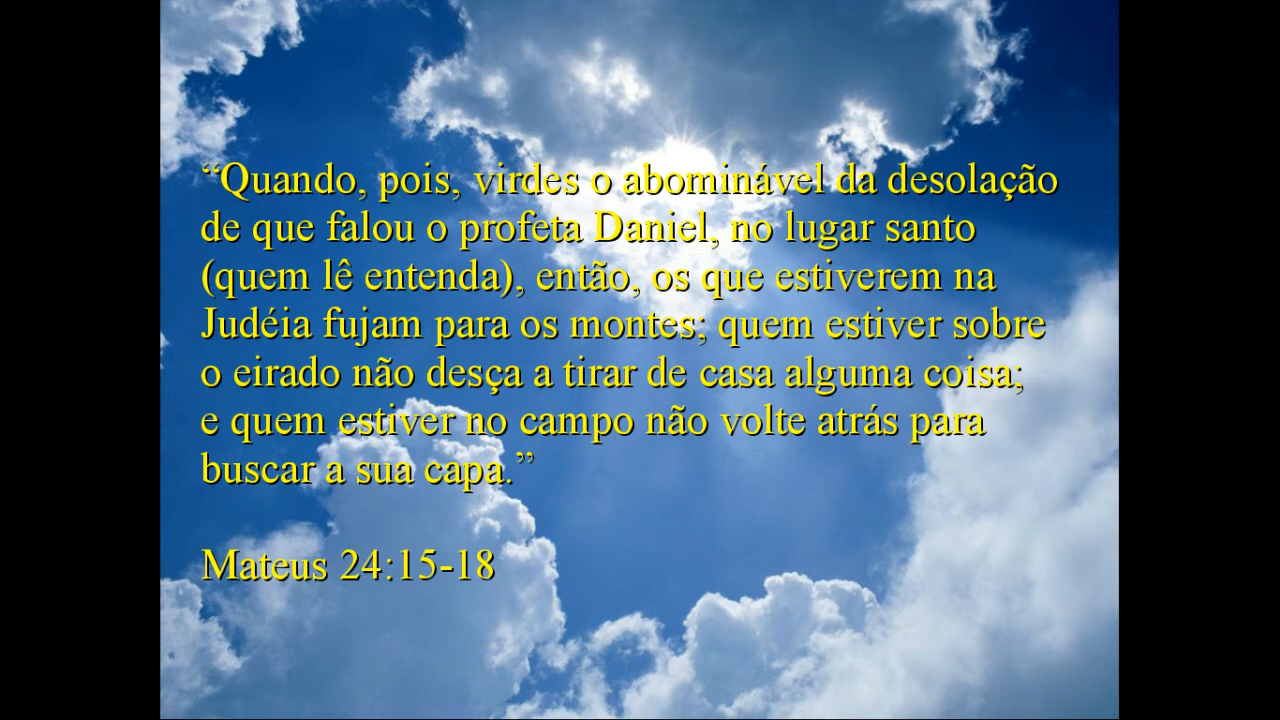 “Quando, pois, virdes o abominável da desolação
de que falou o profeta Daniel, no lugar santo
(quem lê entenda), então, os que estiverem na
Judéia fujam para os montes; quem estiver sobre
o eirado não desça a tirar de casa alguma coisa;
e quem estiver no campo não volte atrás para
buscar a sua capa.”
Mateus 24:15-18